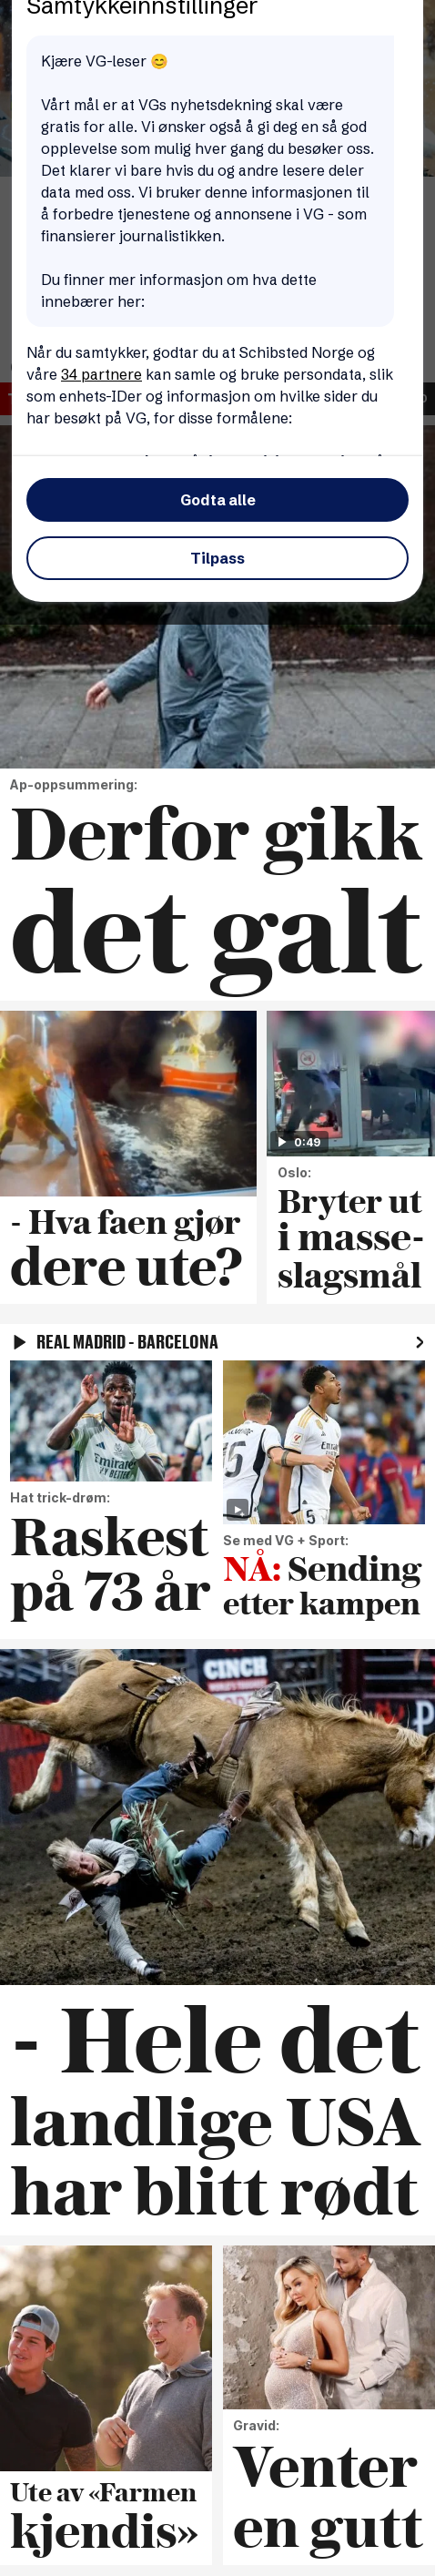 Samtykkeinnstillinger
Kjære VG-leser 😊
Vårt mål er at VGs nyhetsdekning skal være
gratis for alle. Vi ønsker også å gi deg en så god
opplevelse som mulig hver gang du besøker oss.
Det klarer vi bare hvis du og andre lesere deler
data med oss. Vi bruker denne informasjonen til
å forbedre tjenestene og annonsene i VG - som
finansierer journalistikken.
Du finner mer informasjon om hva dette
innebærer her:
Når du samtykker, godtar du at Schibsted Norge og
våre 34 partnere kan samle og bruke persondata, slik
som enhets-IDer og informasjon om hvilke sider du
har besøkt på VG, for disse formålene:
Godta alle
Tilpass
Ap-oppsummering:
Derfor gikk
det galt
- Hva faen gjør
dere ute?
0:49
Oslo:
Bryter ut
i masse-
slagsmål
REAL MADRID - BARCELONA
Hat trick-drøm:
Raskest
på 73 år
Se med VG + Sport:
NÅ: Sending
etter kampen
CINCH
- Hele det
landlige USA
har blitt rødt
Ute av «Farmen
kjendis»
Gravid:
Venter
en gutt